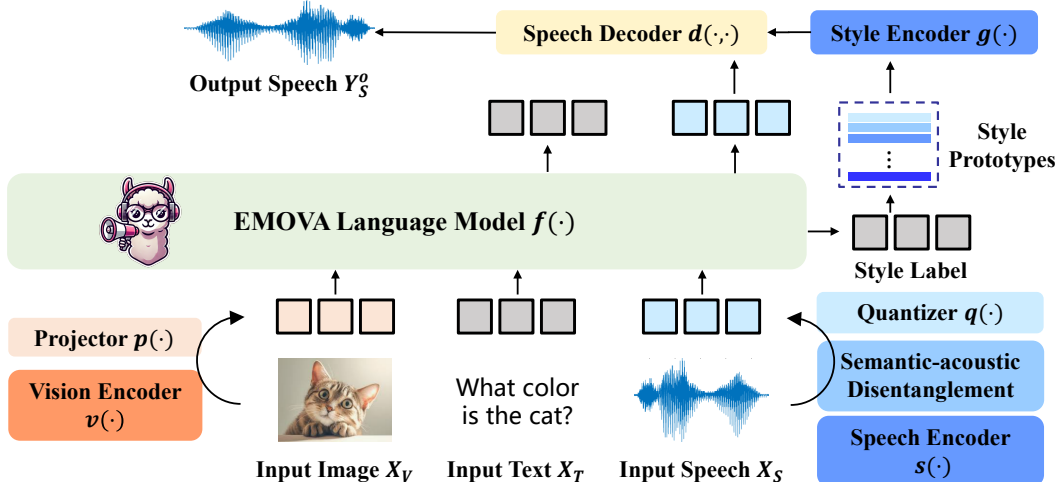 Speech Decoder d(·,·)
Style Encoder g(·)
Output Speech Y_S^o
Style
Prototypes
EMOVA Language Model f(·)
Style Label
Projector p(·)
Vision Encoder
v(·)
What color
is the cat?
Quantizer q(·)
Semantic-acoustic
Disentanglement
Speech Encoder
s(·)
Input Image X_V
Input Text X_T
Input Speech X_S